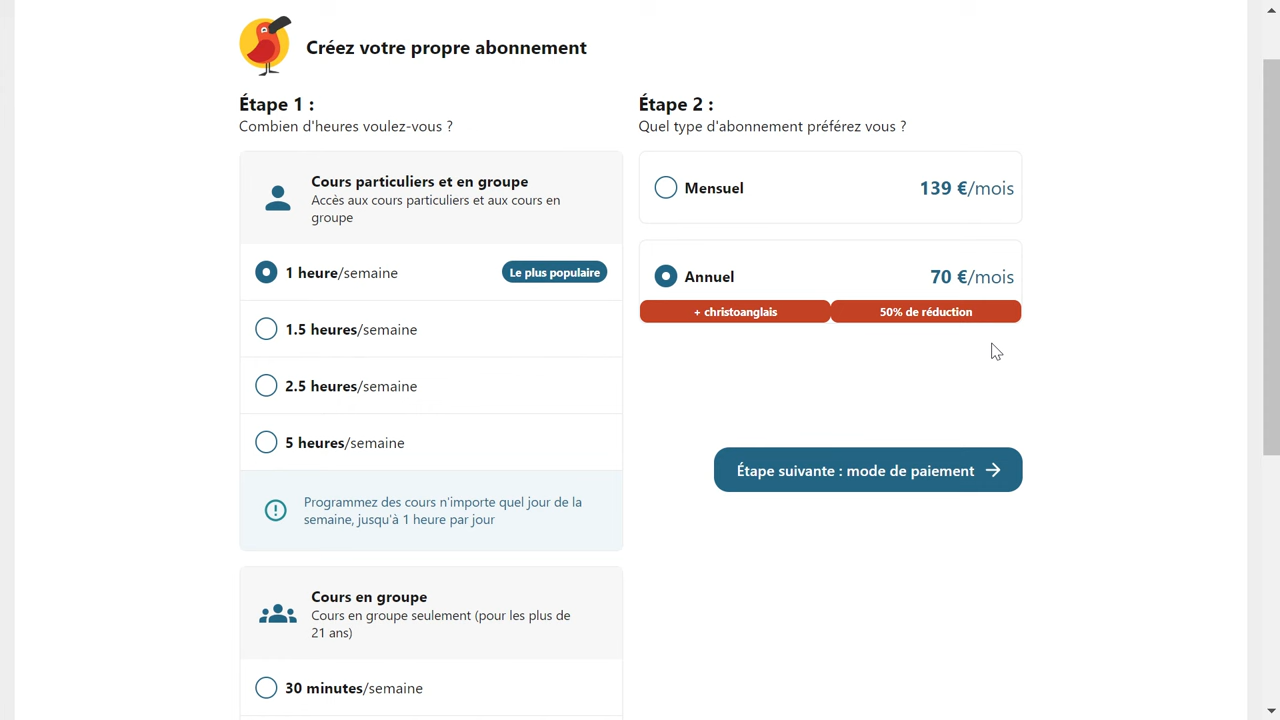 Créez votre propre abonnement
Étape 1 :
Combien d'heures voulez-vous ?
Cours particuliers et en groupe
Accès aux cours particuliers et aux cours en
groupe
1 heure/semaine
Le plus populaire
1.5 heures/semaine
2.5 heures/semaine
5 heures/semaine
Programmez des cours n'importe quel jour de la
semaine, jusqu'à 1 heure par jour
Cours en groupe
Cours en groupe seulement (pour les plus de
21 ans)
30 minutes/semaine
Étape 2 :
Quel type d'abonnement préférez vous ?
Mensuel
139 €/mois
Annuel
70 €/mois
+ christoanglais
50% de réduction
Étape suivante : mode de paiement